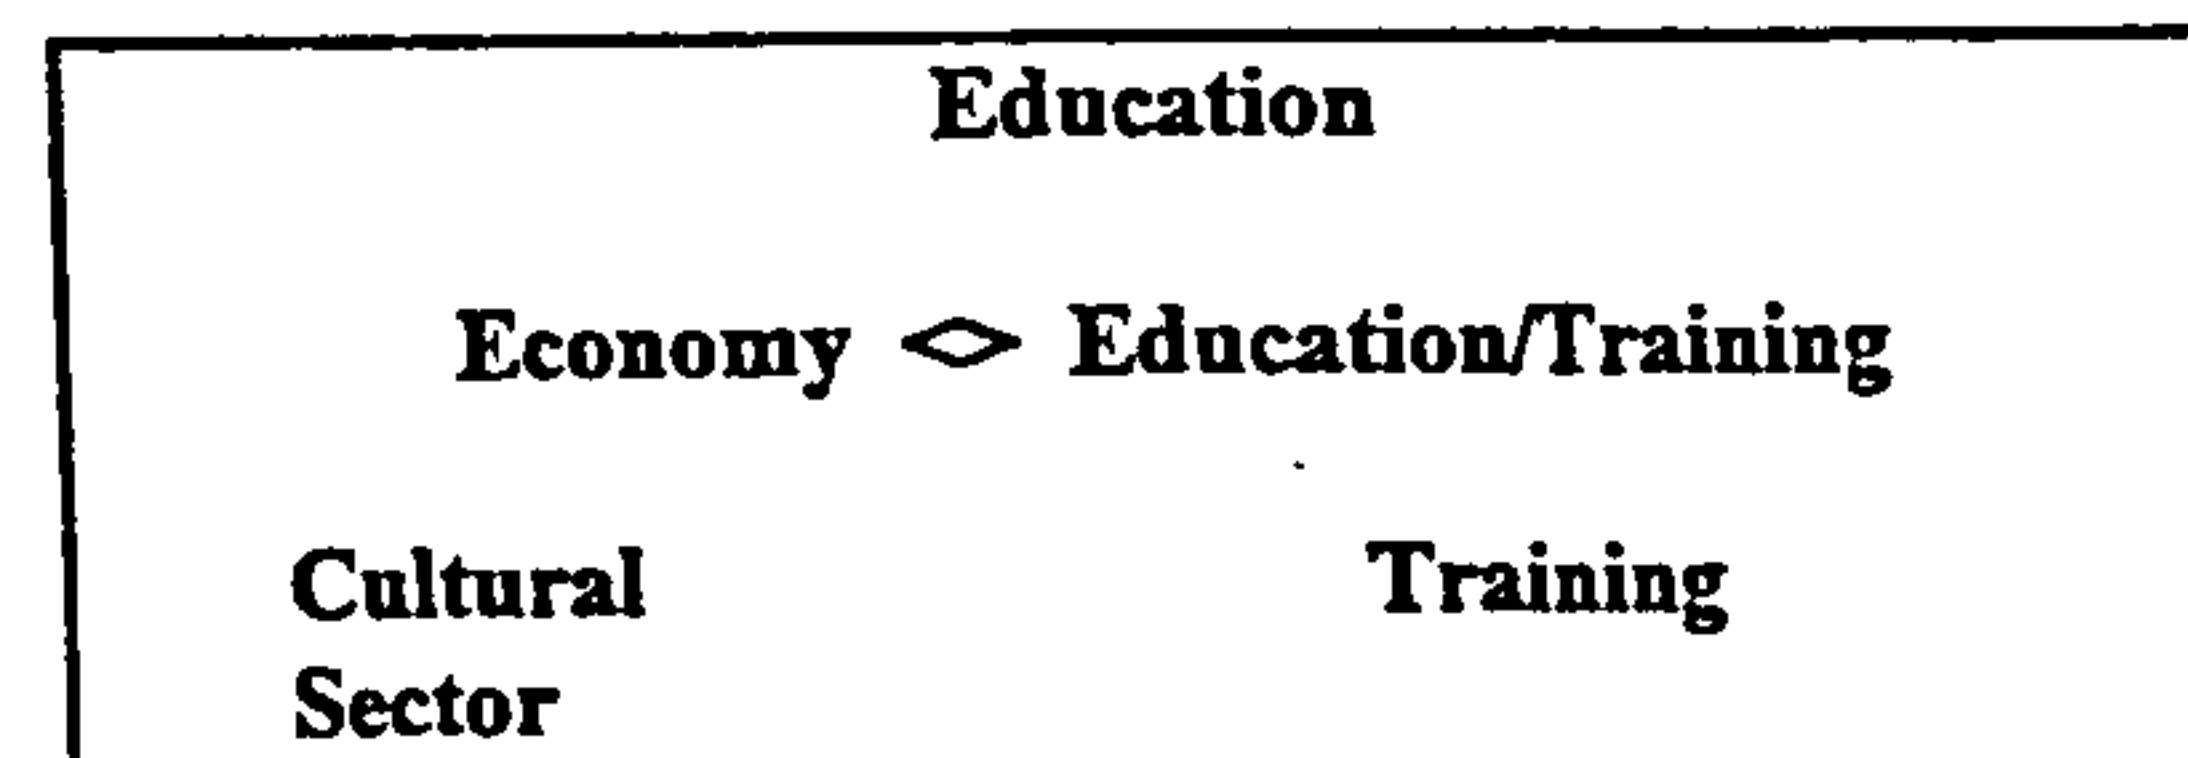 Education
Economy <> Education/Training
Cultural Training
Sector